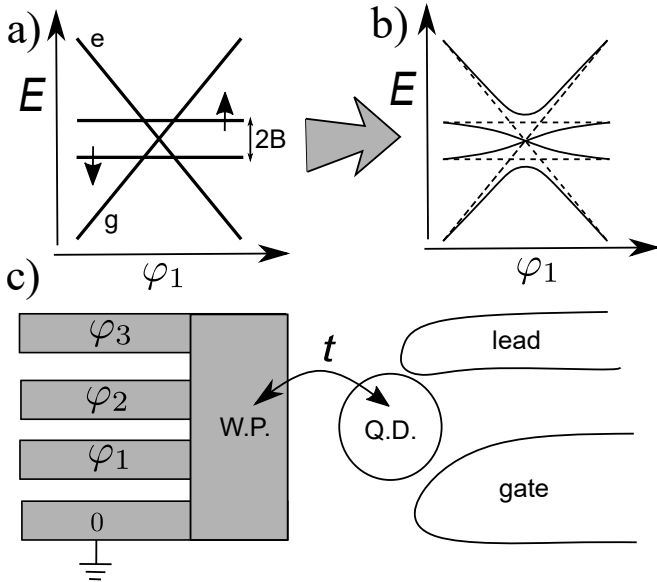 a)
b)
E
e
g
2B
φ1
E
φ1
c)
φ3
φ2
φ1
0
W.P.
t
Q.D.
lead
gate